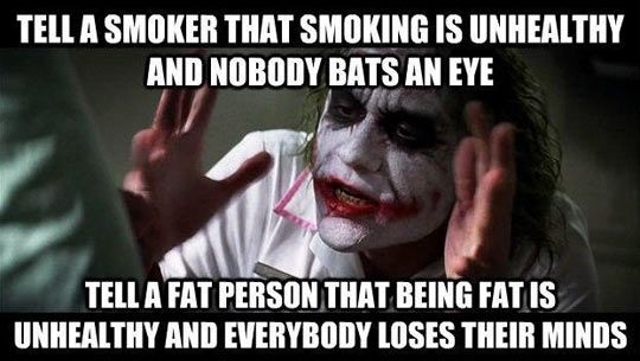 TELL A SMOKER THAT SMOKING IS UNHEALTHY
AND NOBODY BATS AN EYE
TELL A FAT PERSON THAT BEING FAT IS
UNHEALTHY AND EVERYBODY LOSES THEIR MINDS